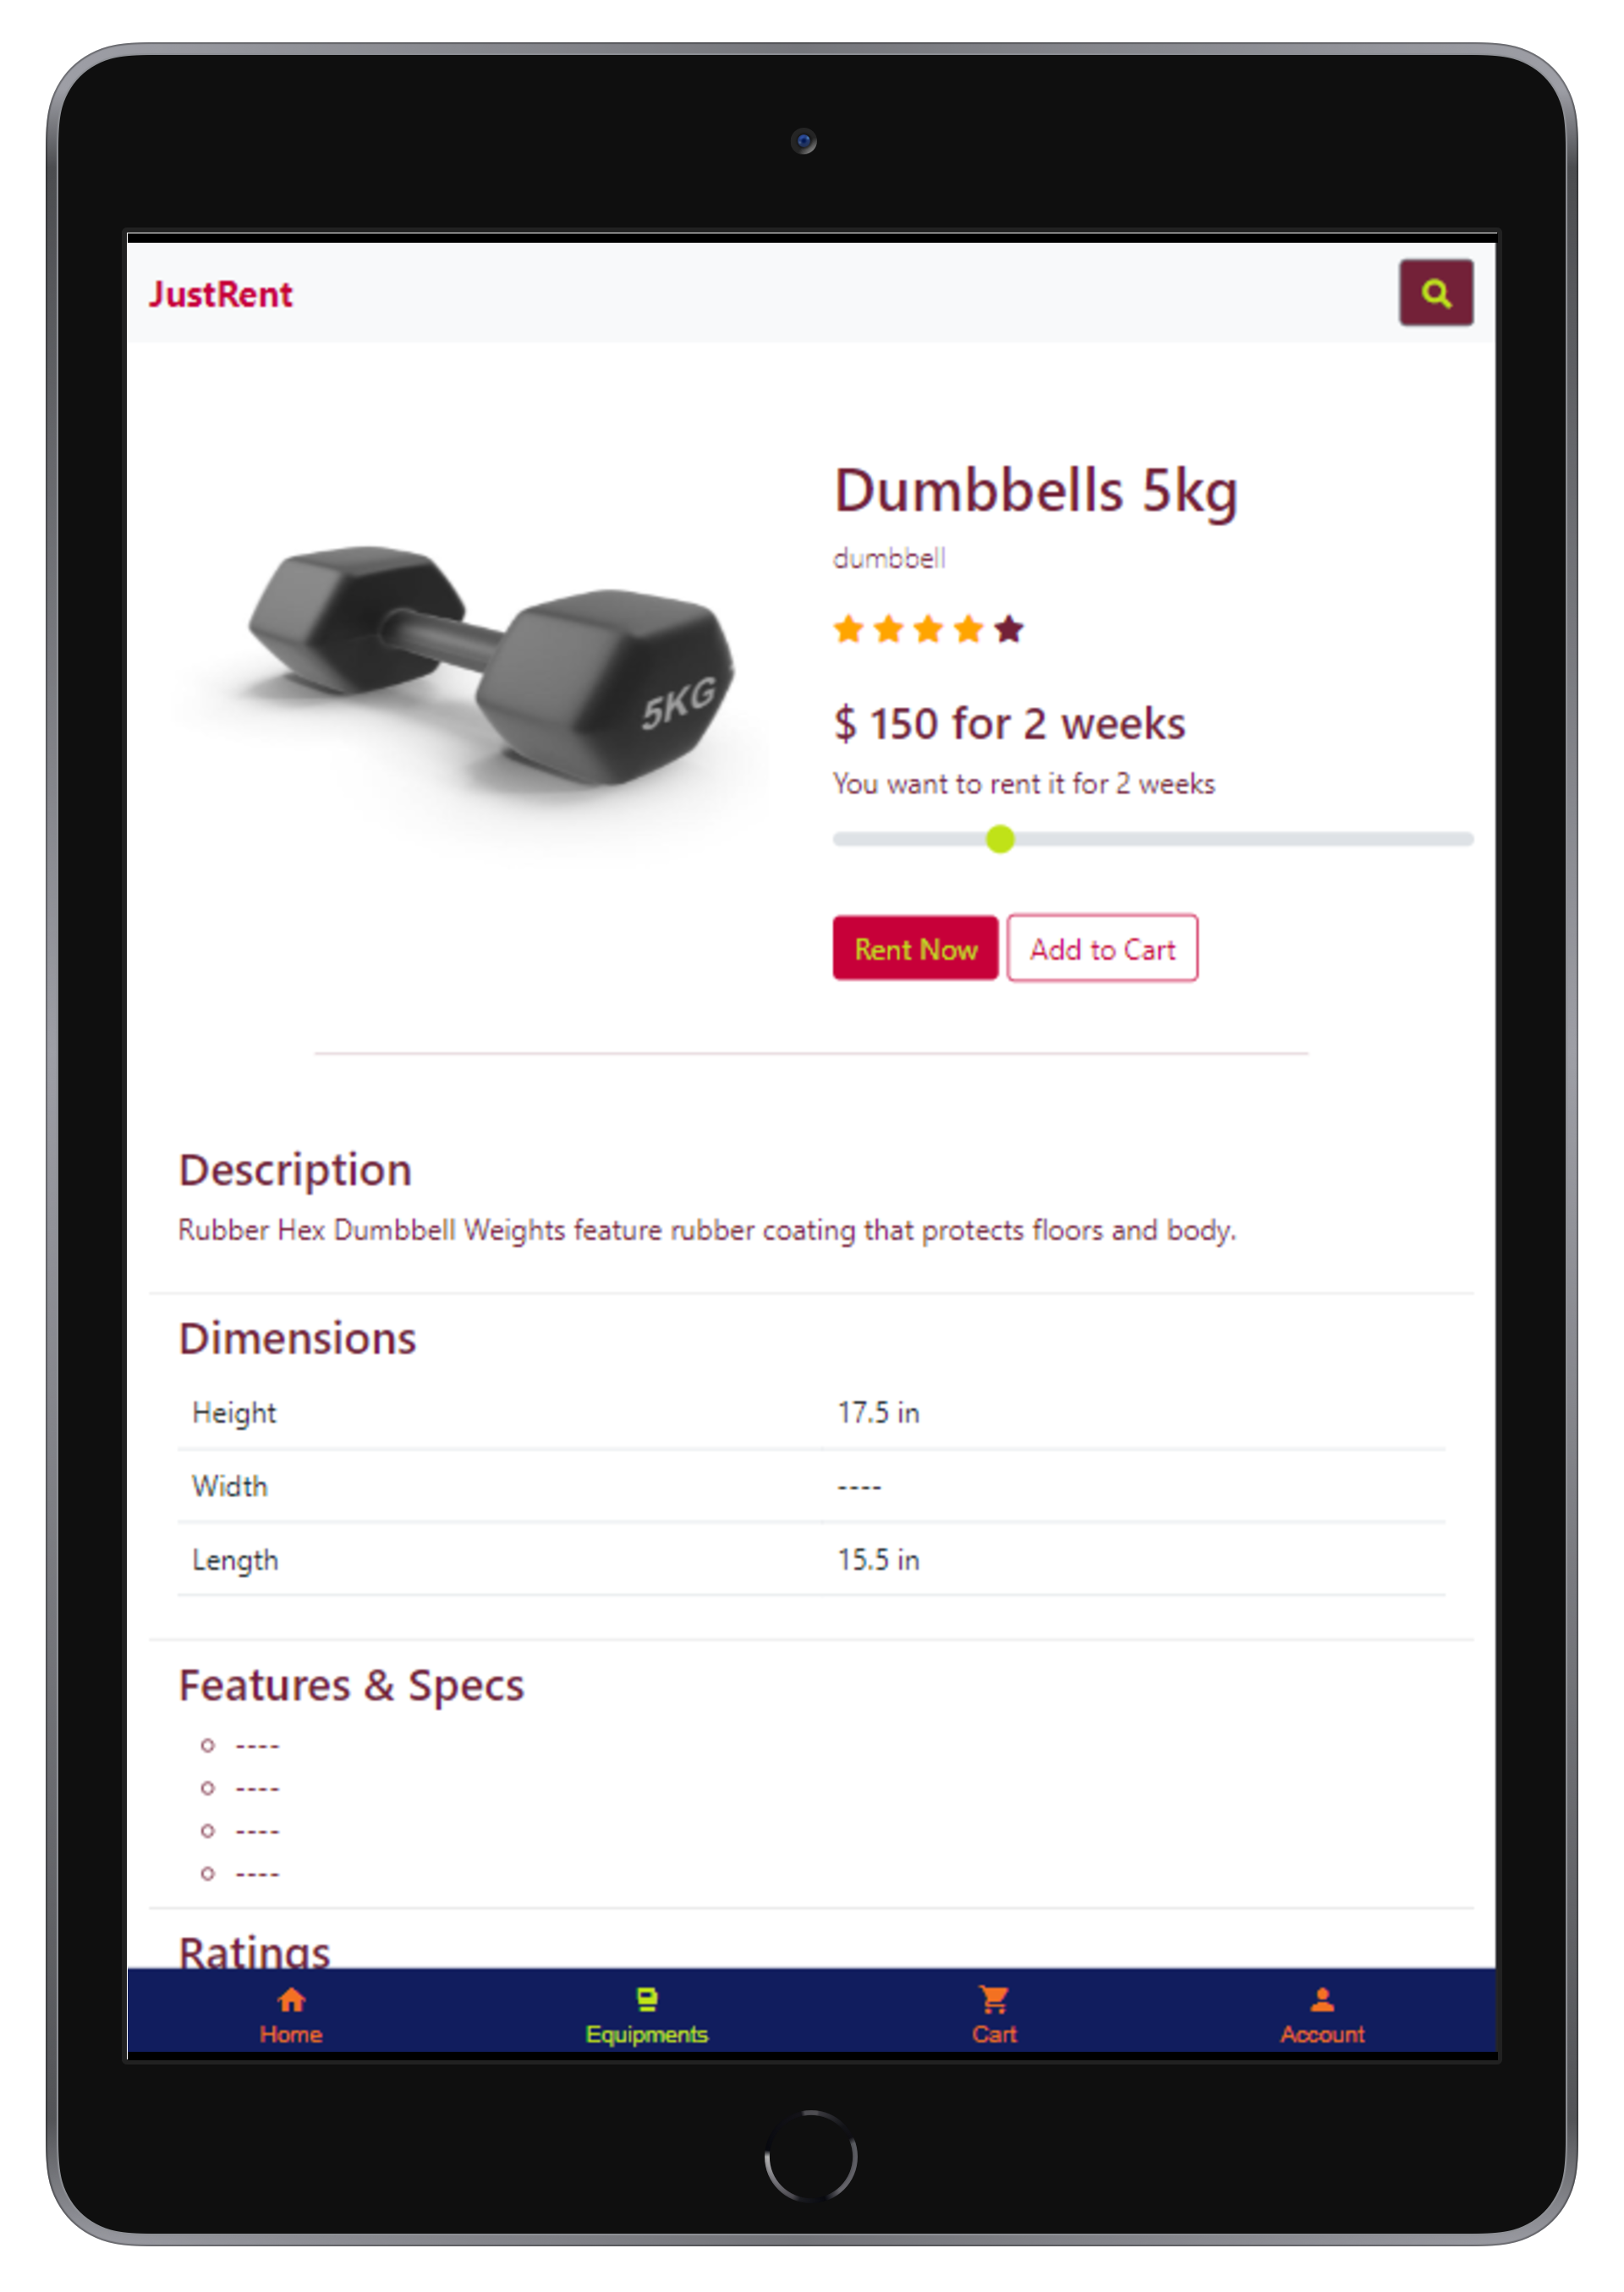 JustRent
Dumbbells 5kg
dumbbell
5KG
$ 150 for 2 weeks
You want to rent it for 2 weeks
Rent Now
Add to Cart
Description
Rubber Hex Dumbbell Weights feature rubber coating that protects floors and body.
Dimensions
Height 17.5 in
Width ----
Length 15.5 in
Features & Specs
----
----
----
----
Ratings
Home Equipments Cart Account